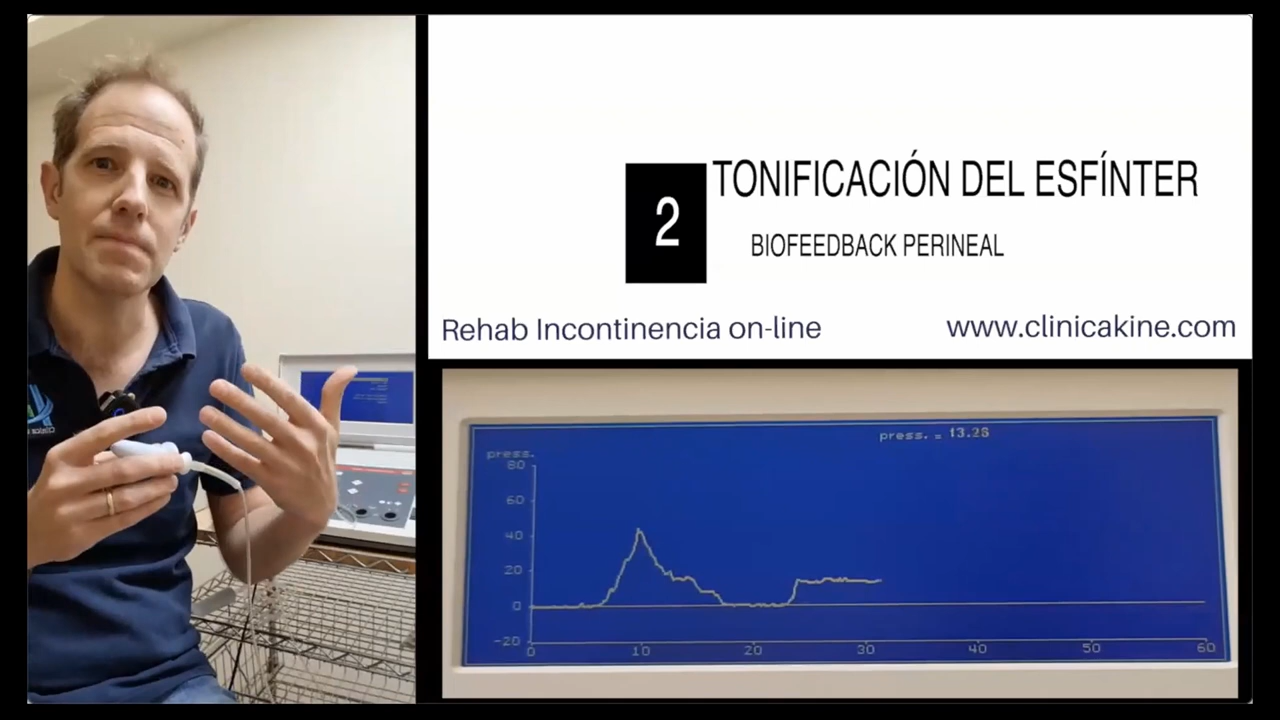 2
TONIFICACIÓN DEL ESFÍNTER
BIOFEEDBACK PERINEAL
Rehab Incontinencia on-line
www.clinicakine.com
press. = 13.26
press.
80
60
40
20
0
-20
0 10 20 30 40 50 60